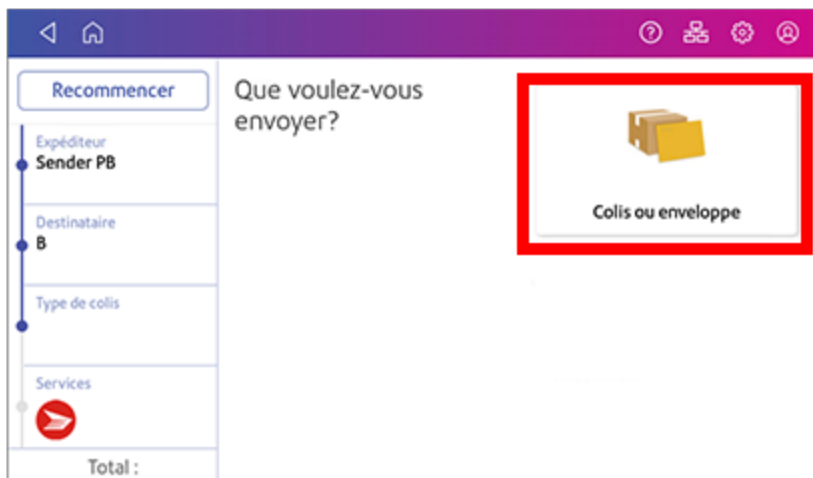 Recommencer
Expéditeur
Sender PB
Destinataire
B
Type de colis
Services
Total :
Que voulez-vous
envoyer?
Colis ou enveloppe